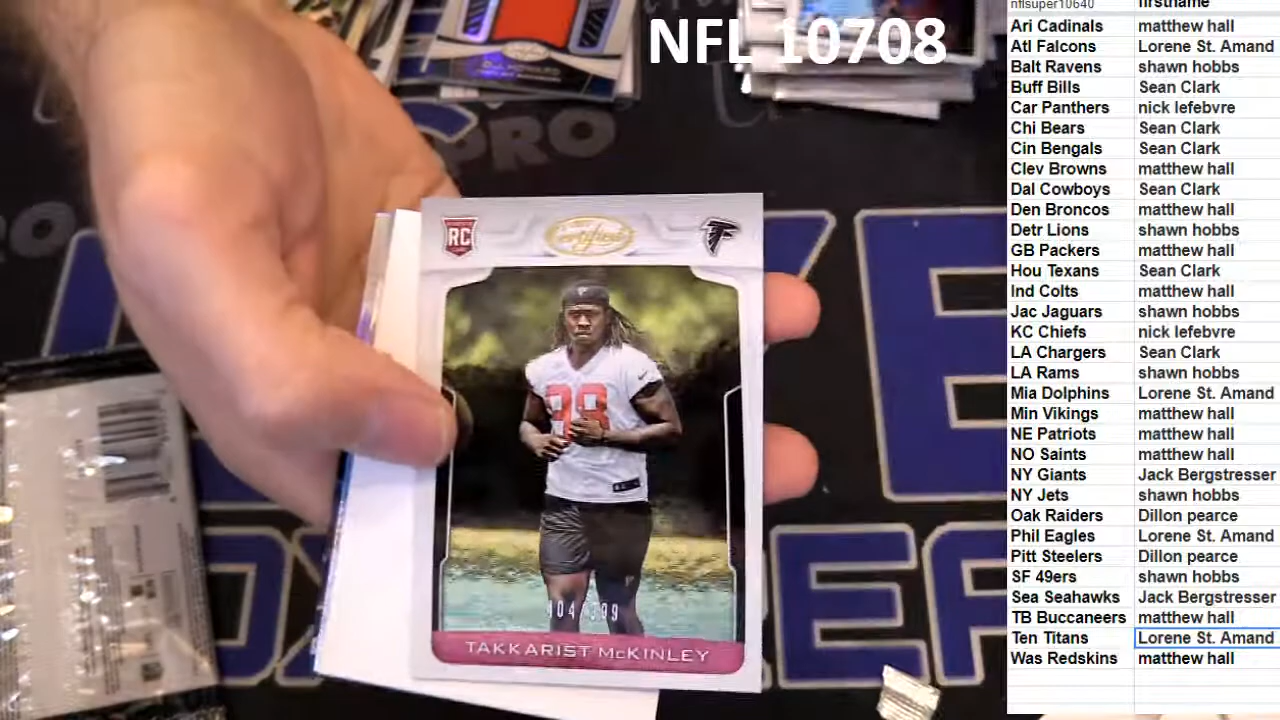 NFL 10708
nflsuper10640 firstname
Ari Cadinals matthew hall
Atl Falcons Lorene St. Amand
Balt Ravens shawn hobbs
Buff Bills Sean Clark
Car Panthers nick lefebvre
Chi Bears Sean Clark
Cin Bengals Sean Clark
Clev Browns matthew hall
Dal Cowboys Sean Clark
Den Broncos matthew hall
Detr Lions shawn hobbs
GB Packers matthew hall
Hou Texans Sean Clark
Ind Colts matthew hall
Jac Jaguars shawn hobbs
KC Chiefs nick lefebvre
LA Chargers Sean Clark
LA Rams shawn hobbs
Mia Dolphins Lorene St. Amand
Min Vikings matthew hall
NE Patriots matthew hall
NO Saints matthew hall
NY Giants Jack Bergstresser
NY Jets shawn hobbs
Oak Raiders Dillon pearce
Phil Eagles Lorene St. Amand
Pitt Steelers Dillon pearce
SF 49ers shawn hobbs
Sea Seahawks Jack Bergstresser
TB Buccaneers matthew hall
Ten Titans Lorene St. Amand
Was Redskins matthew hall
PRO
RC
Certified
98
TAKKARIST McKINLEY